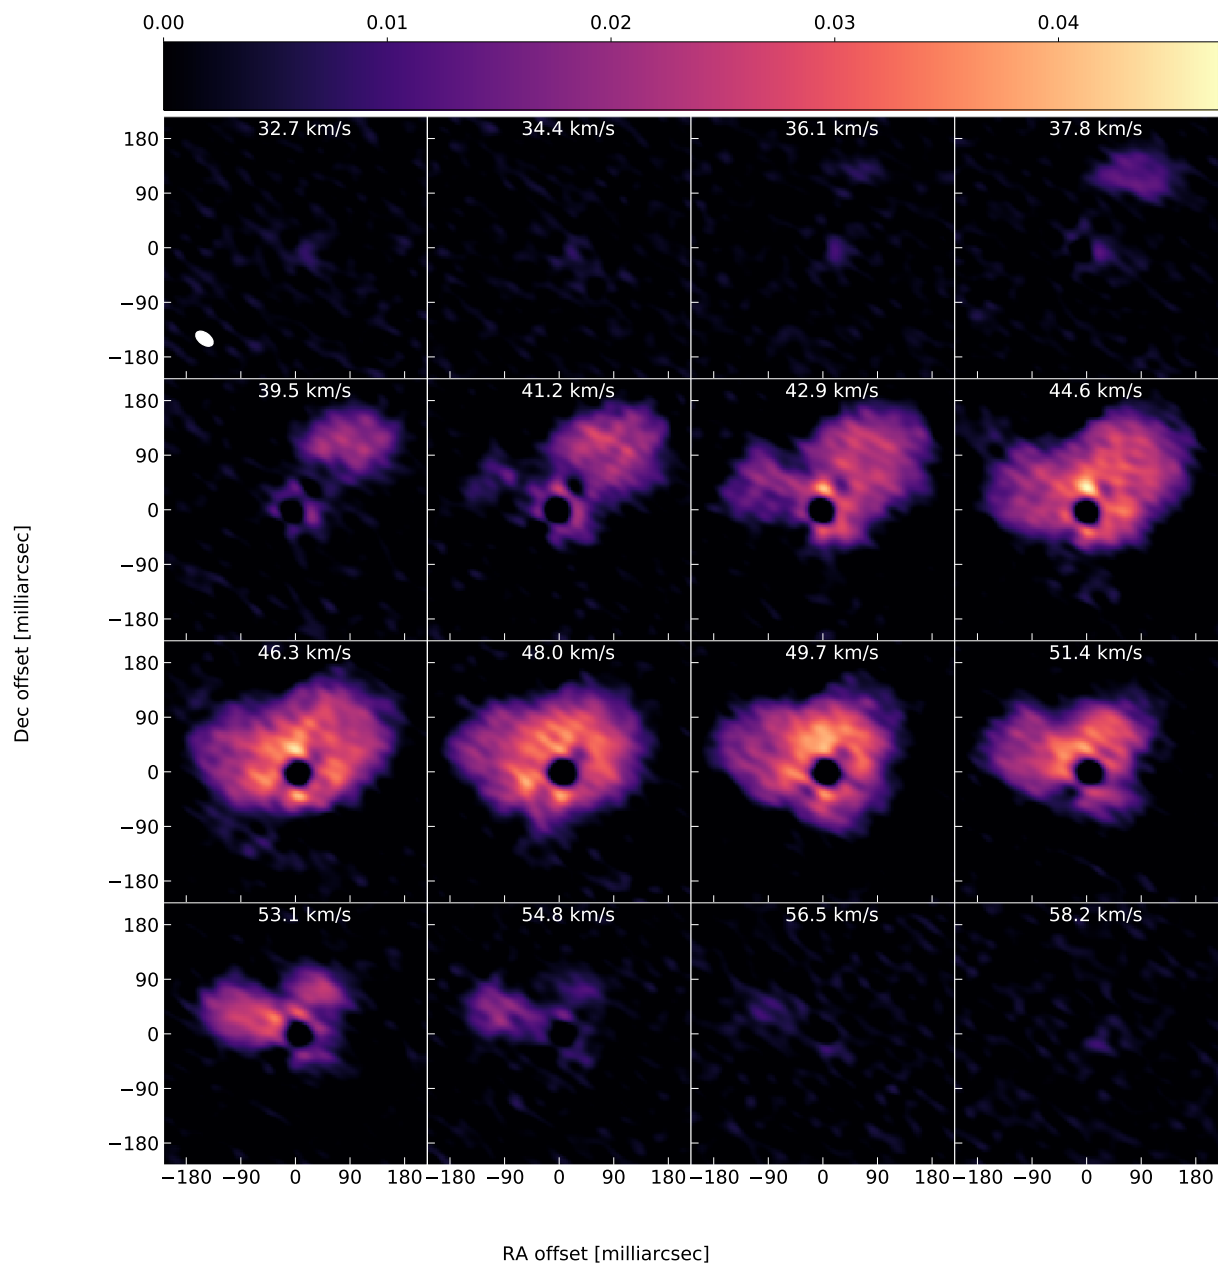 0.00 0.01 0.02 0.03 0.04
32.7 km/s 34.4 km/s 36.1 km/s 37.8 km/s
180
90
0
−90
−180
39.5 km/s 41.2 km/s 42.9 km/s 44.6 km/s
180
90
0
−90
−180
46.3 km/s 48.0 km/s 49.7 km/s 51.4 km/s
180
90
0
−90
−180
53.1 km/s 54.8 km/s 56.5 km/s 58.2 km/s
180
90
0
−90
−180
−180 −90 0 90 180 −180 −90 0 90 180 −180 −90 0 90 180 −180 −90 0 90 180
Dec offset [milliarcsec]
RA offset [milliarcsec]